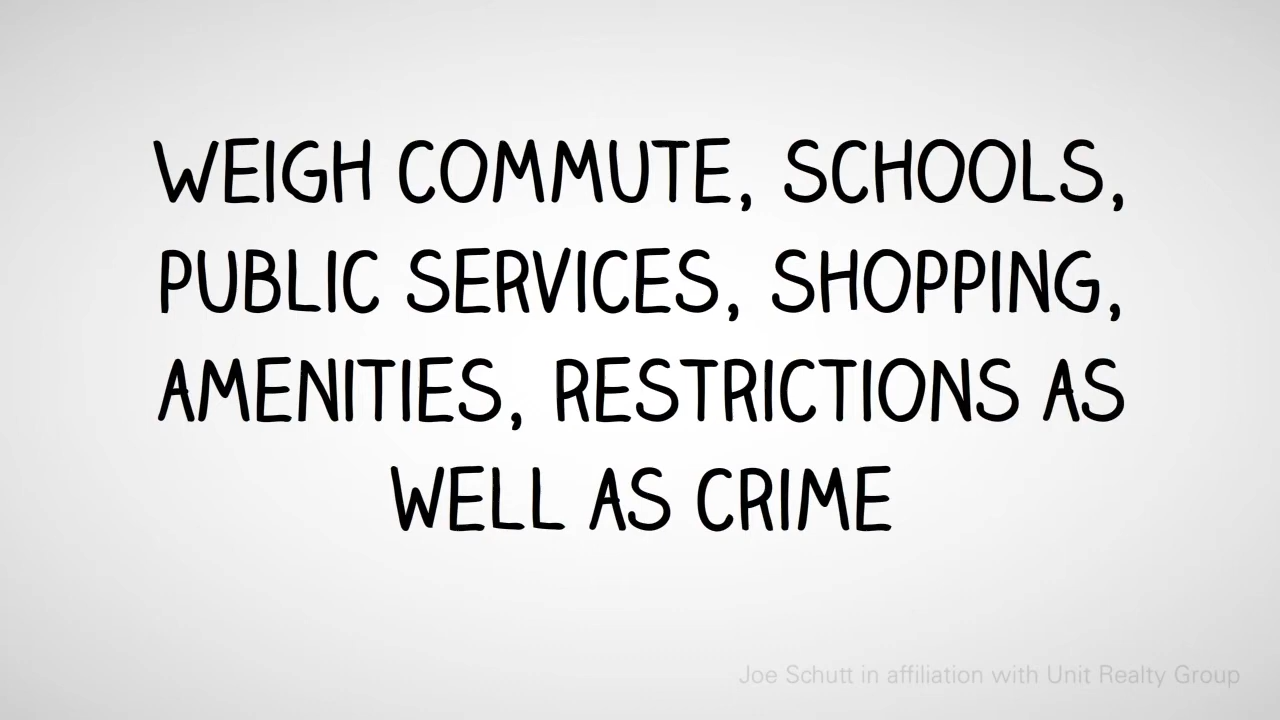 WEIGH COMMUTE, SCHOOLS,
PUBLIC SERVICES, SHOPPING,
AMENITIES, RESTRICTIONS AS
WELL AS CRIME
Joe Schutt in affiliation with Unit Realty Group